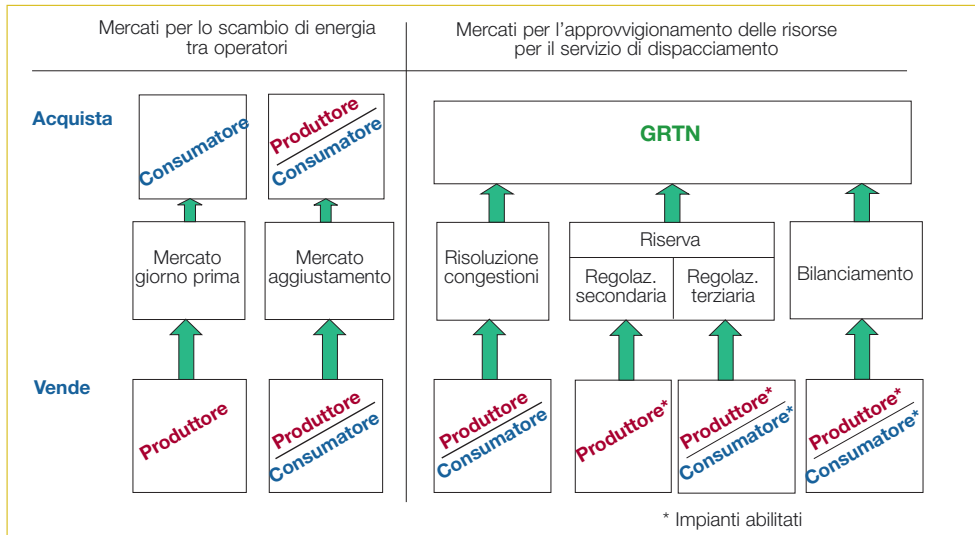 Mercati per lo scambio di energia
tra operatori
Mercati per l'approvvigionamento delle risorse
per il servizio di dispacciamento
Acquista
Consumatore
Produttore
Consumatore
GRTN
Mercato
giorno prima
Mercato
aggiustamento
Risoluzione
congestioni
Riserva
Regolaz.
secondaria
Regolaz.
terziaria
Bilanciamento
Vende
Produttore
Produttore
Consumatore
Produttore
Consumatore
Produttore*
Produttore*
Consumatore*
Produttore*
Consumatore*
* Impianti abilitati